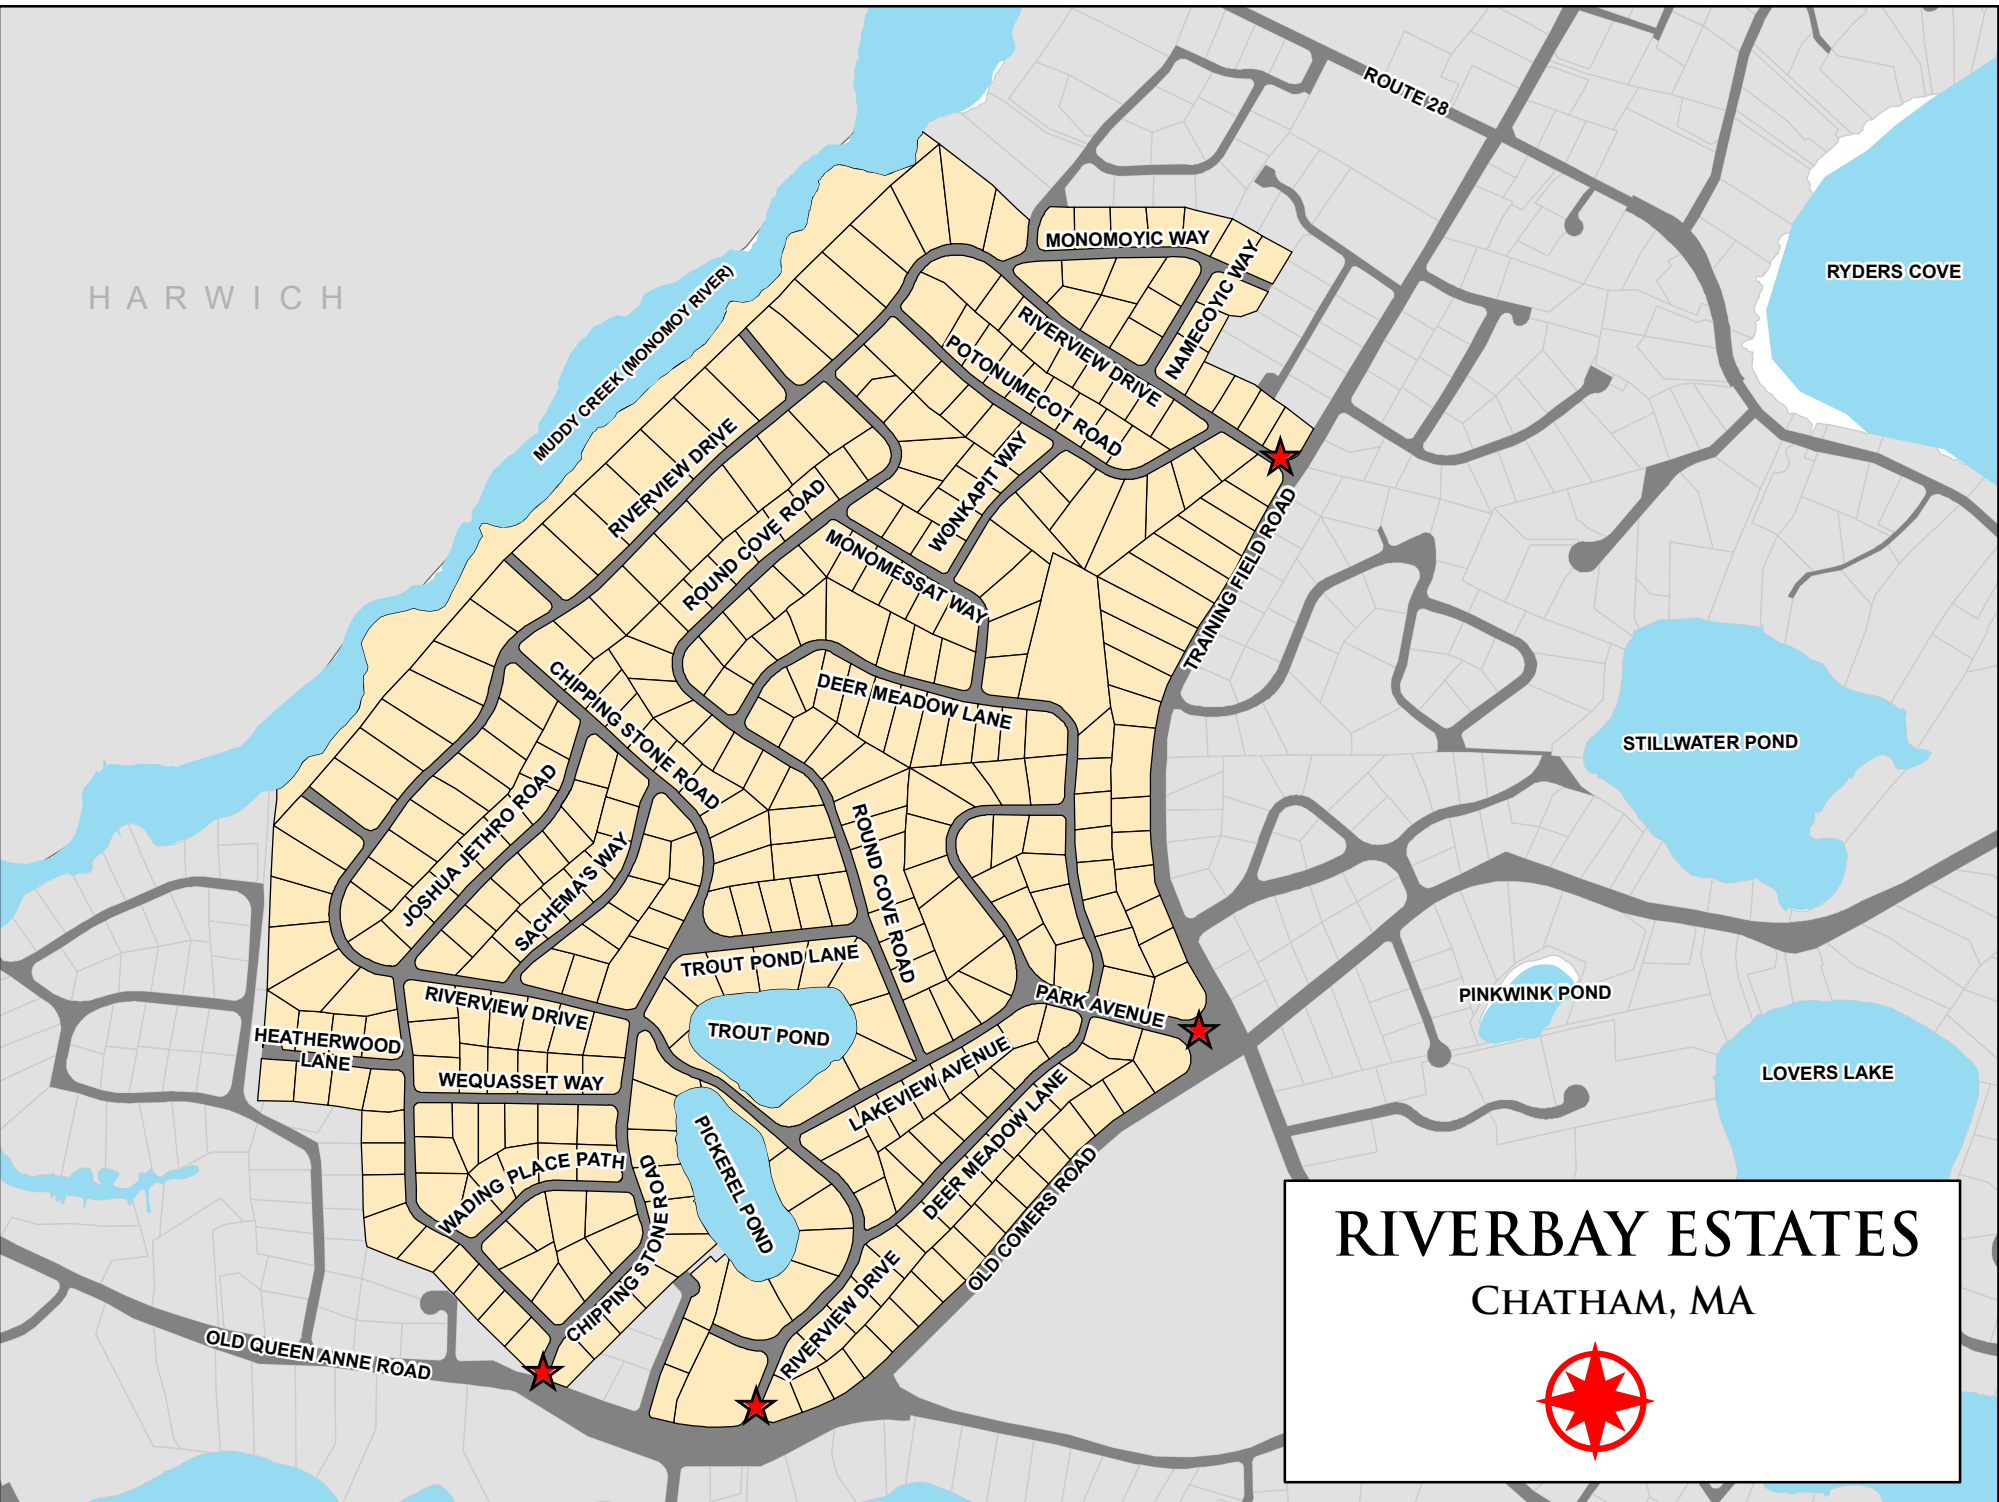 ROUTE 28
MONOMOYIC WAY
NAMECOYIC WAY
RYDERS COVE
HARWICH
MUDDY CREEK (MONOMOY RIVER)
RIVERVIEW DRIVE
POTONUMECOT ROAD
RIVERVIEW DRIVE
WONKAPIT WAY
ROUND COVE ROAD
MONOMESSAT WAY
TRAINING FIELD ROAD
CHIPPING STONE ROAD
DEER MEADOW LANE
STILLWATER POND
JOSHUA JETHRO ROAD
SACHEMA'S WAY
ROUND COVE ROAD
TROUT POND LANE
RIVERVIEW DRIVE
PARK AVENUE
PINKWINK POND
HEATHERWOOD
LANE
TROUT POND
WEQUASSET WAY
LAKEVIEW AVENUE
LOVERS LAKE
PICKEREL POND
DEER MEADOW LANE
WADING PLACE PATH
CHIPPING STONE ROAD
OLD COMERS ROAD
RIVERVIEW DRIVE
OLD QUEEN ANNE ROAD
RIVERBAY ESTATES
CHATHAM, MA